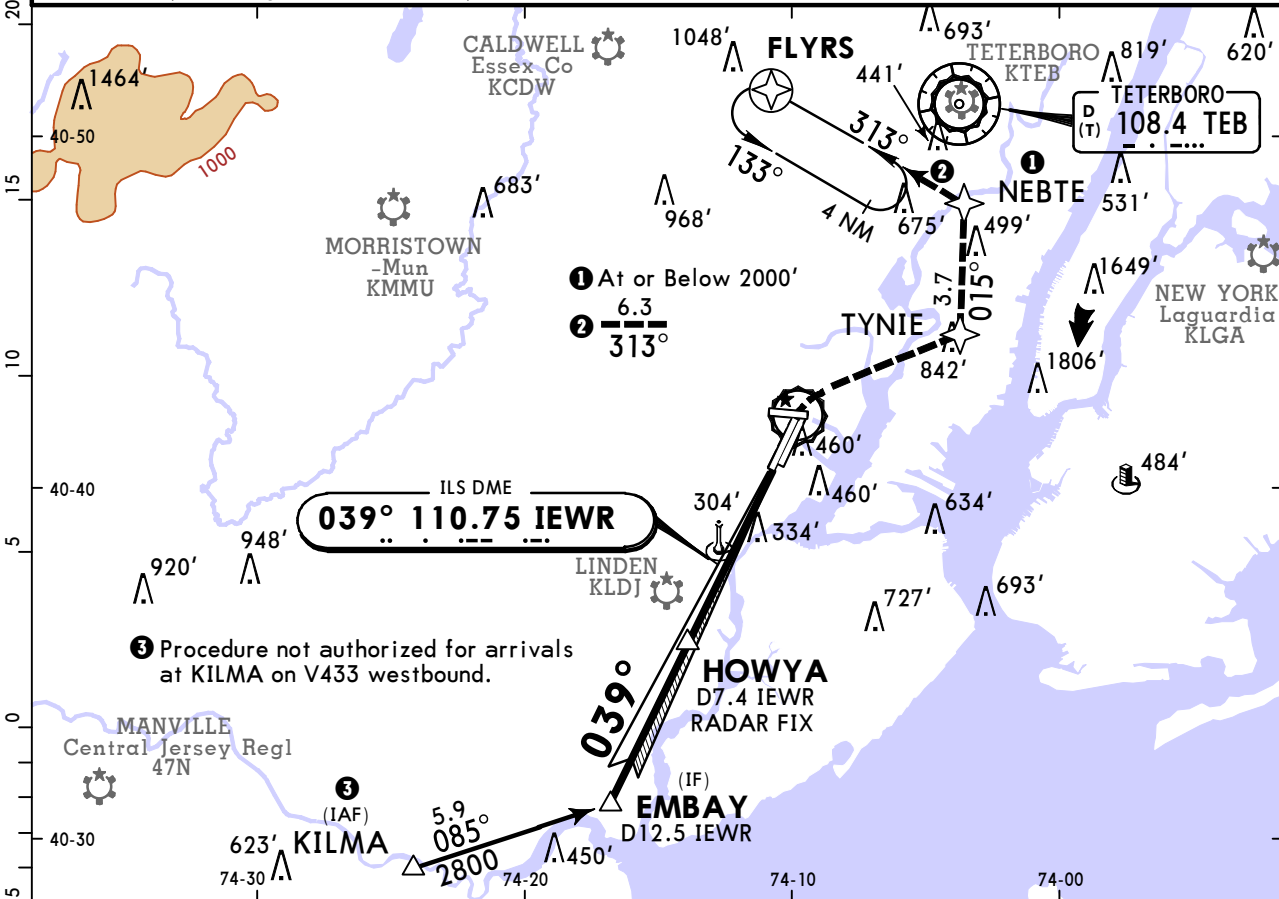 20
15
10
5
0
5
1464'
40-50
1000
CALDWELL
Essex Co
KCDW
1048'
FLYRS
693'
TETERBORO
KTEB
819'
620'
441'
TETERBORO
D
(T)
108.4 TEB
313°
133°
4 NM
2
1
NEBTE
531'
683'
968'
675'
499'
MORRISTOWN
-Mun
KMMU
1 At or Below 2000'
6.3
2
313°
3.7
015°
1649'
NEW YORK
Laguardia
KLGA
TYNIE
842'
1806'
460'
460'
484'
40-40
ILS DME
039° 110.75 IEWR
304'
334'
634'
948'
920'
LINDEN
KLDJ
727'
693'
3 Procedure not authorized for arrivals
at KILMA on V433 westbound.
039°
HOWYA
D7.4 IEWR
RADAR FIX
MANVILLE
Central Jersey Regl
47N
3
(IAF)
KILMA
5.9
085°
2800
(IF)
EMBAY
D12.5 IEWR
40-30
623'
450'
74-30
74-20
74-10
74-00